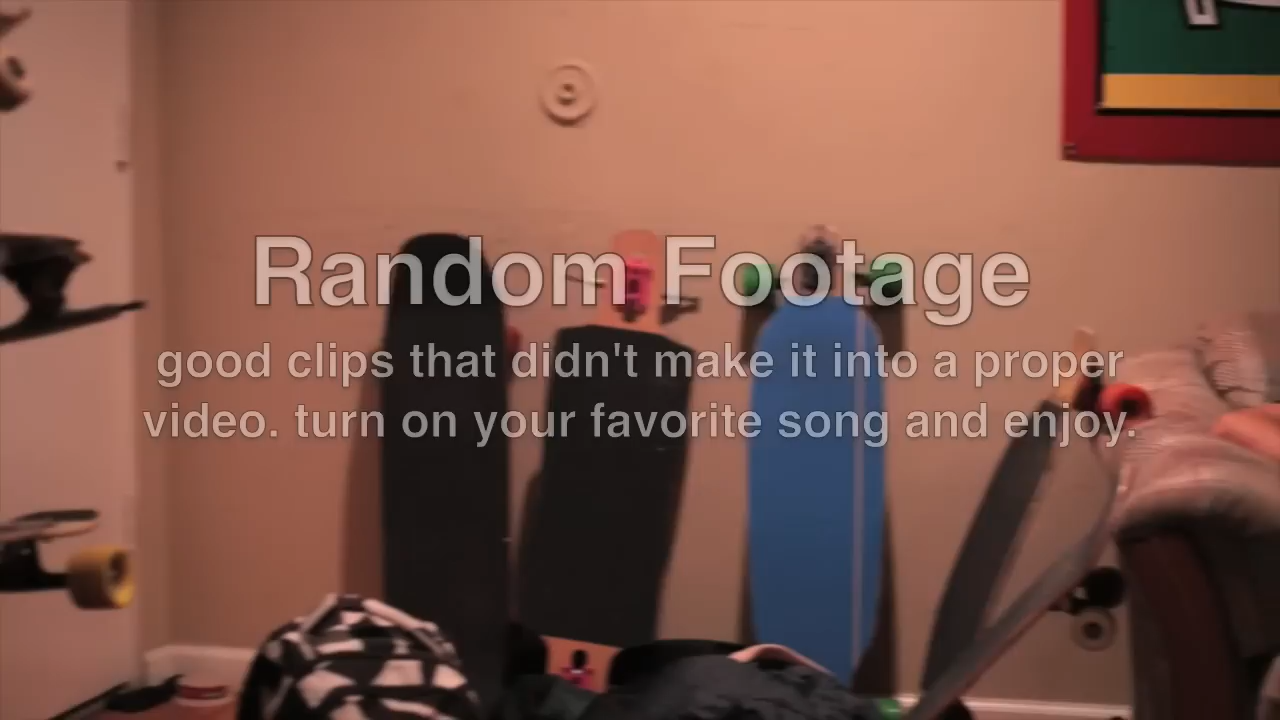 Random Footage
good clips that didn't make it into a proper
video. turn on your favorite song and enjoy.